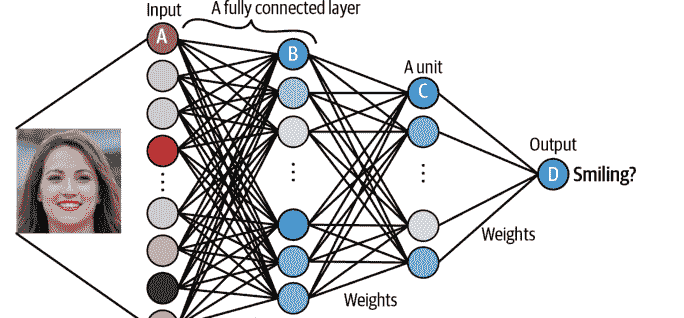 Input
A fully connected layer
A
B
A unit
C
Output
D Smiling?
Weights
Weights